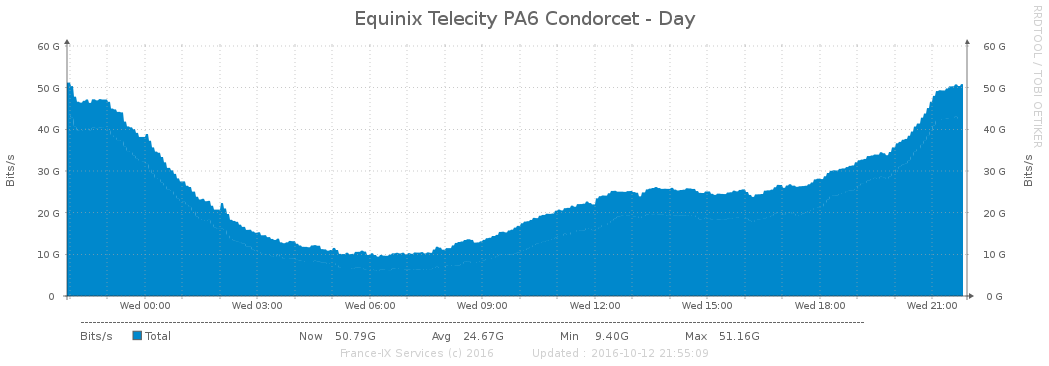 Equinix Telecity PA6 Condorcet - Day
RRDTOOL / TOBI OETIKER
60 G 60 G
50 G 50 G
40 G 40 G
30 G 30 G
20 G 20 G
10 G 10 G
0 0 G
Bits/s Bits/s
Wed 00:00 Wed 03:00 Wed 06:00 Wed 09:00 Wed 12:00 Wed 15:00 Wed 18:00 Wed 21:00
Bits/s Total Now 50.79G Avg 24.67G Min 9.40G Max 51.16G
France-IX Services (c) 2016 Updated : 2016-10-12 21:55:09